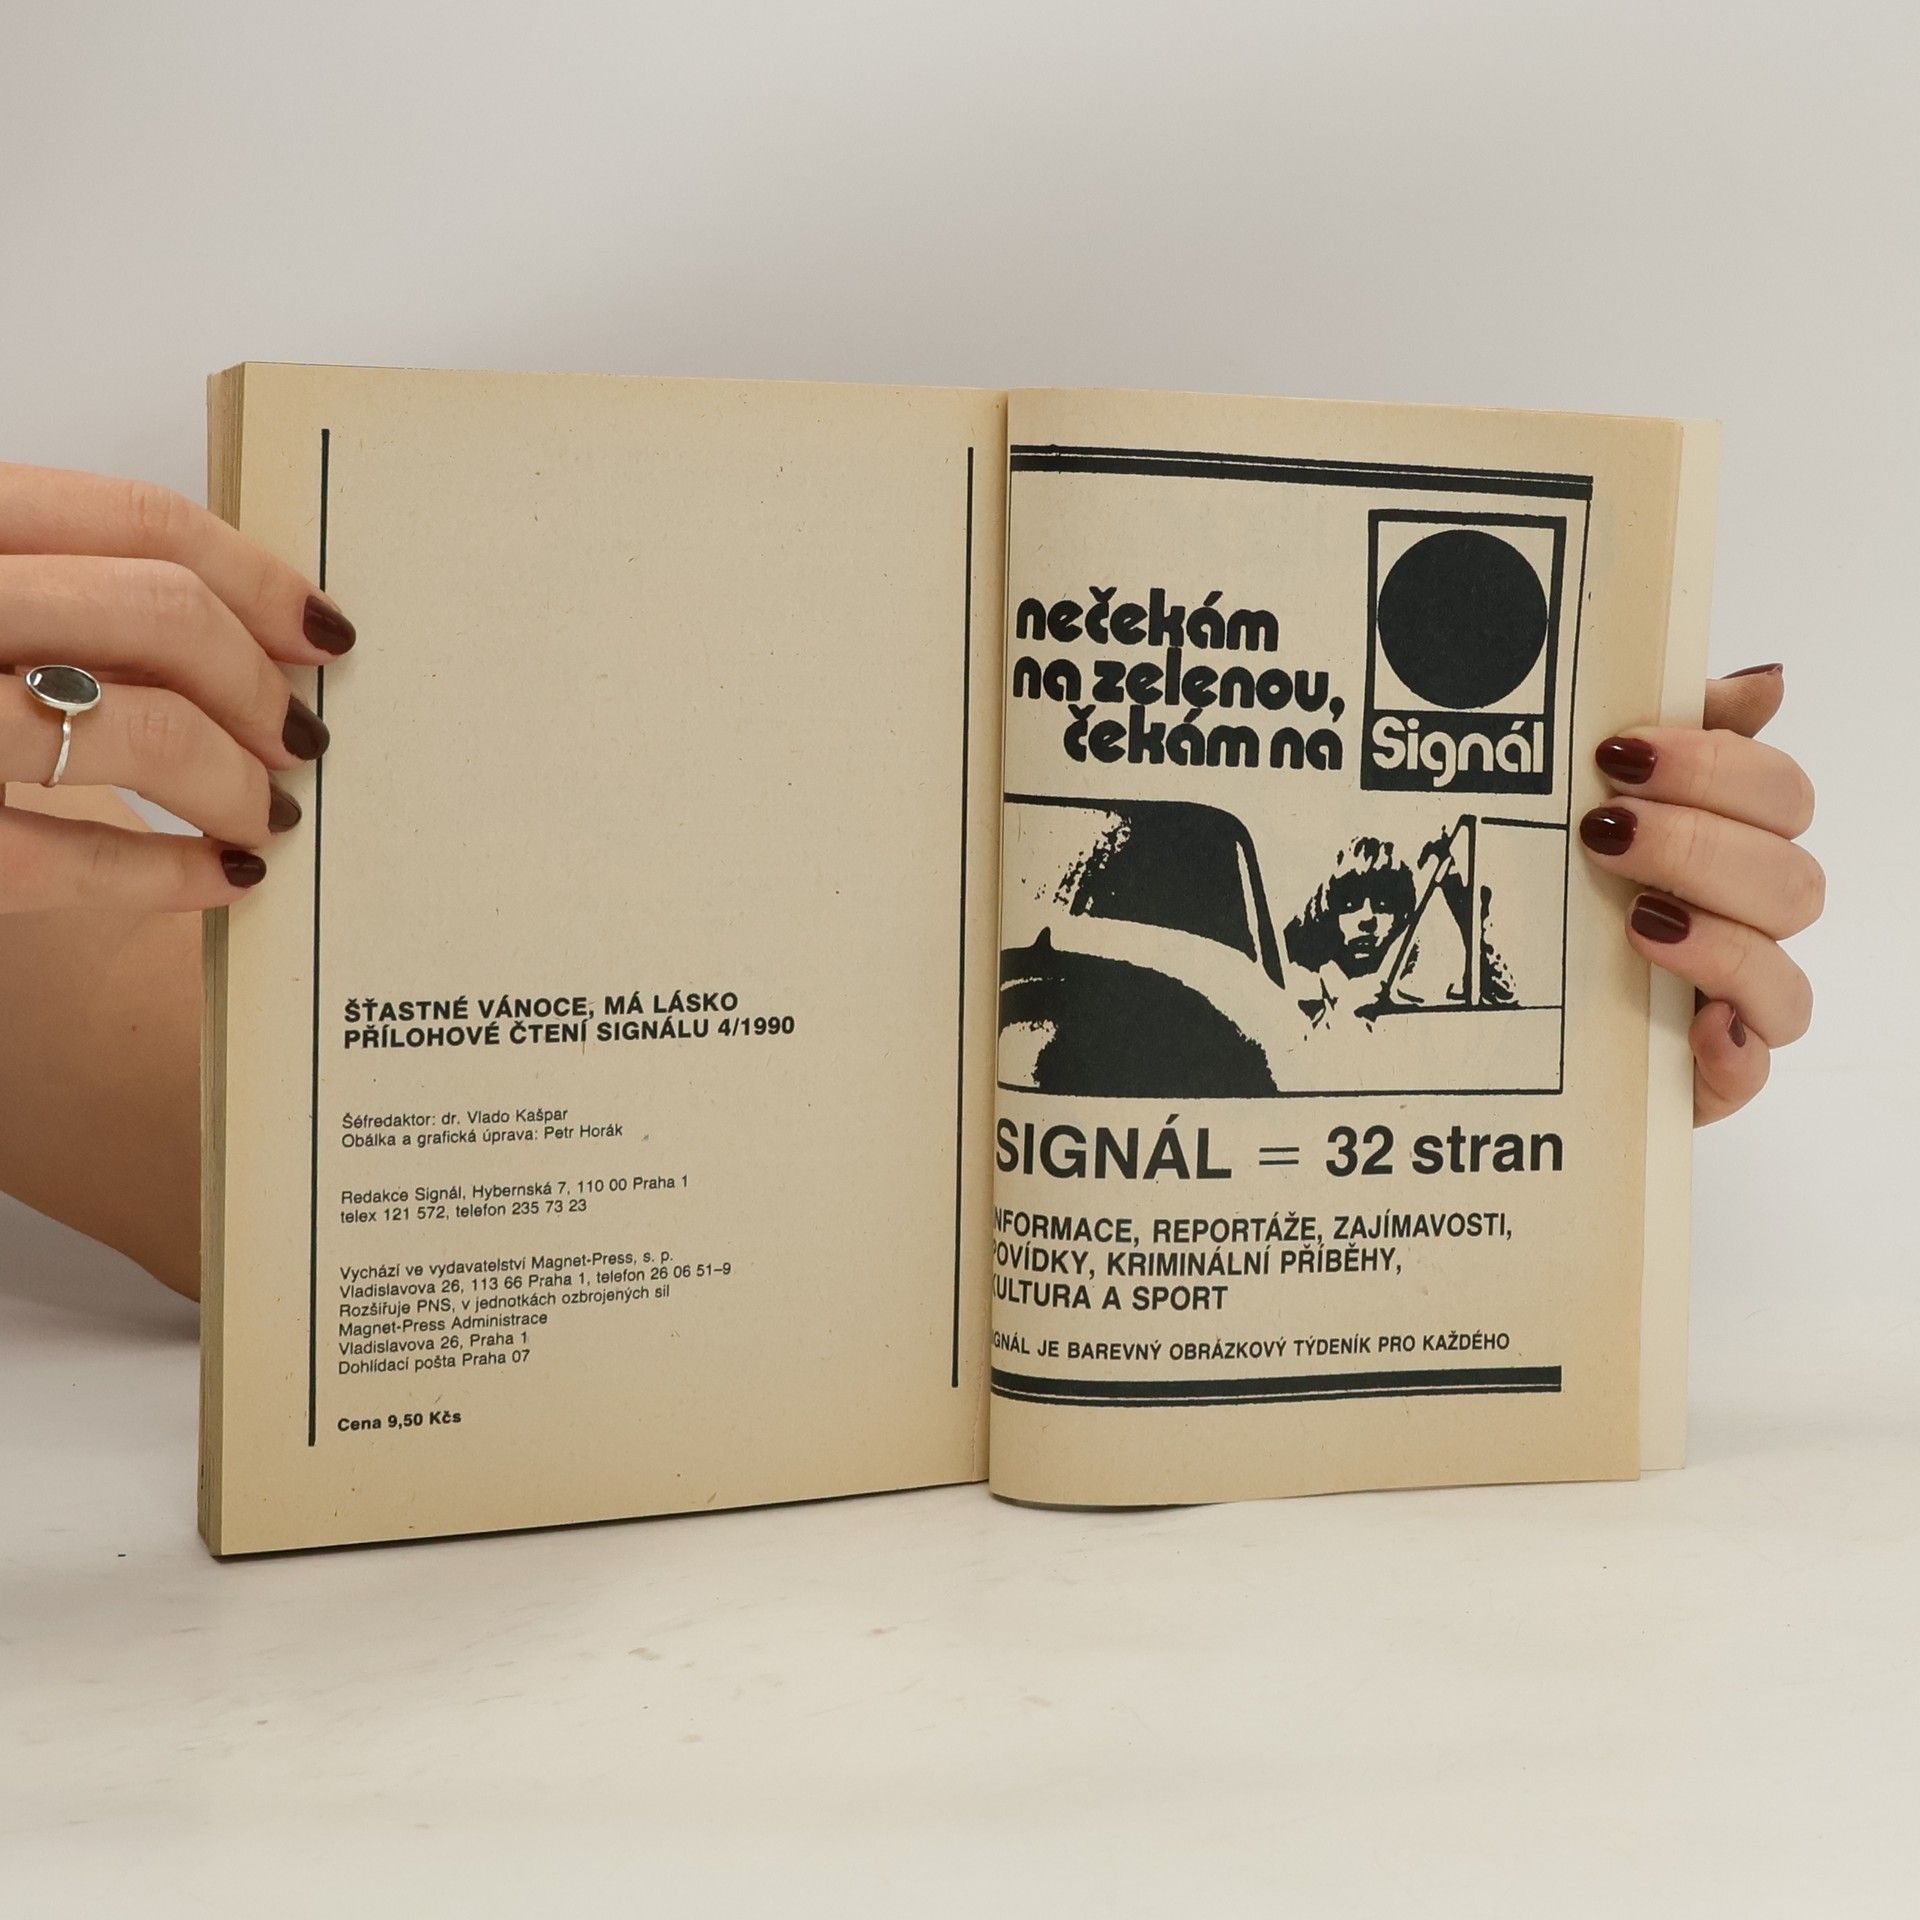 ŠŤASTNÉ VÁNOCE, MÁ LÁSKO
PŘÍLOHOVÉ ČTENÍ SIGNÁLU 4/1990
Šéfredaktor: dr. Vlado Kašpar
Obálka a grafická úprava: Petr Horák
Redakce Signál, Hybernská 7, 110 00 Praha 1
telex 121 572, telefon 235 73 23
Vychází ve vydavatelství Magnet-Press, s. p.
Vladislavova 26, 113 66 Praha 1, telefon 26 06 51–9
Rozšiřuje PNS, v jednotkách ozbrojených sil
Magnet-Press Administrace
Vladislavova 26, Praha 1
Dohlídací pošta Praha 07
Cena 9,50 Kčs
nečekám
na zelenou,
čekám na
Signál
SIGNÁL = 32 stran
NFORMACE, REPORTÁŽE, ZAJÍMAVOSTI,
POVÍDKY, KRIMINÁLNÍ PŘÍBĚHY,
KULTURA A SPORT
IGNÁL JE BAREVNÝ OBRÁZKOVÝ TÝDENÍK PRO KAŽDÉHO